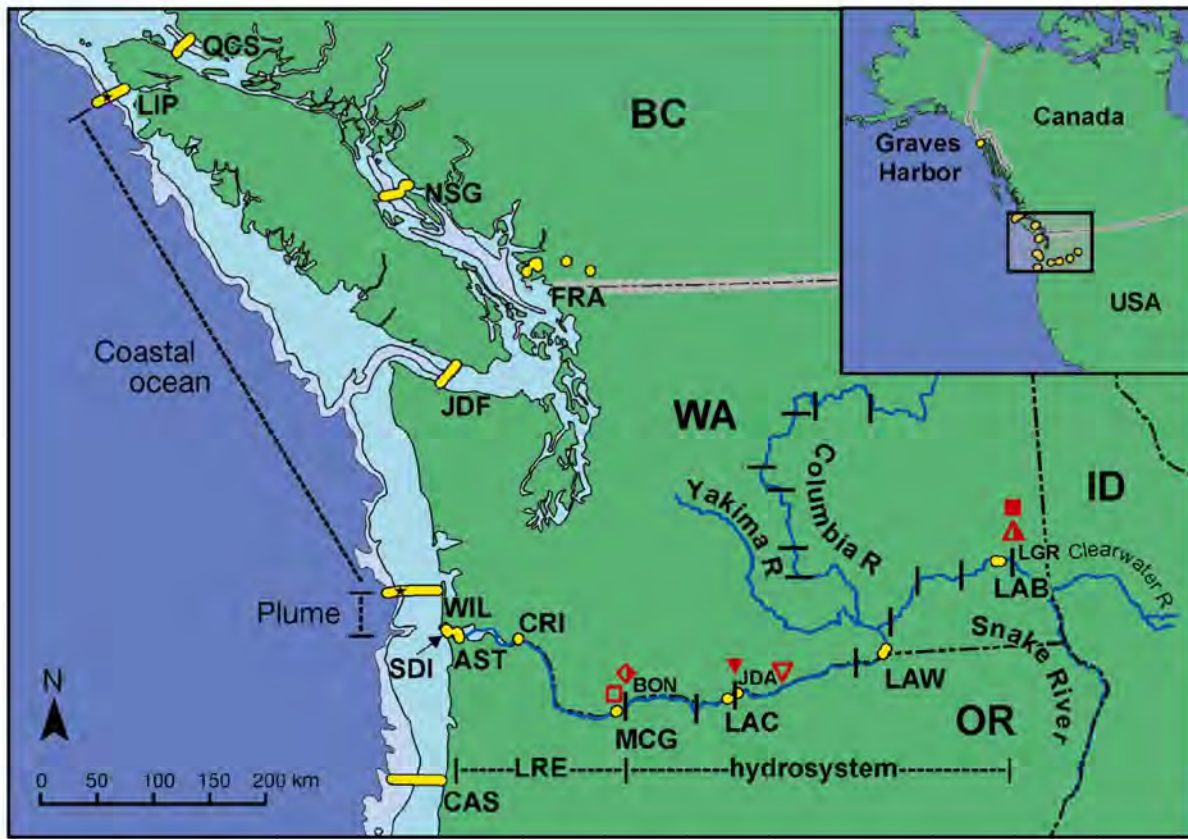 QCS
LIP
BC
NSG
FRA
Coastal
ocean
JDF
WA
Columbia R
Yakima R
ID
LGR
Clearwater R
LAB
Snake River
Plume
WIL
CRI
SDI
AST
BON
JDA
MCG
LAC
LAW
OR
N
LRE
hydrosystem
0 50 100 150 200 km
CAS
Canada
Graves
Harbor
USA